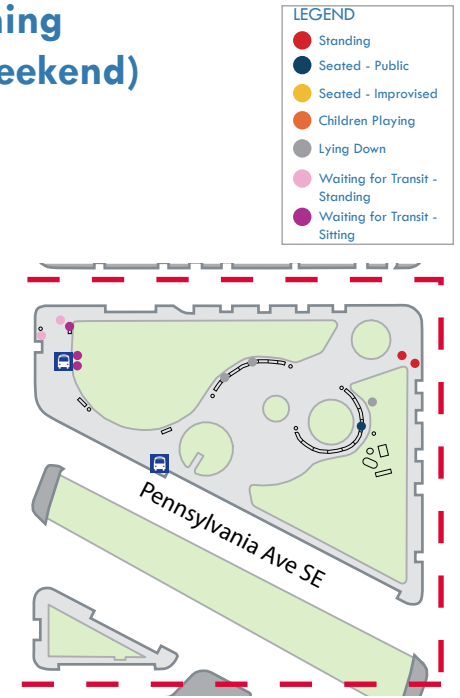 eekend)
LEGEND
Standing
Seated - Public
Seated - Improvised
Children Playing
Lying Down
Waiting for Transit -
Standing
Waiting for Transit -
Sitting
Pennsylvania Ave SE